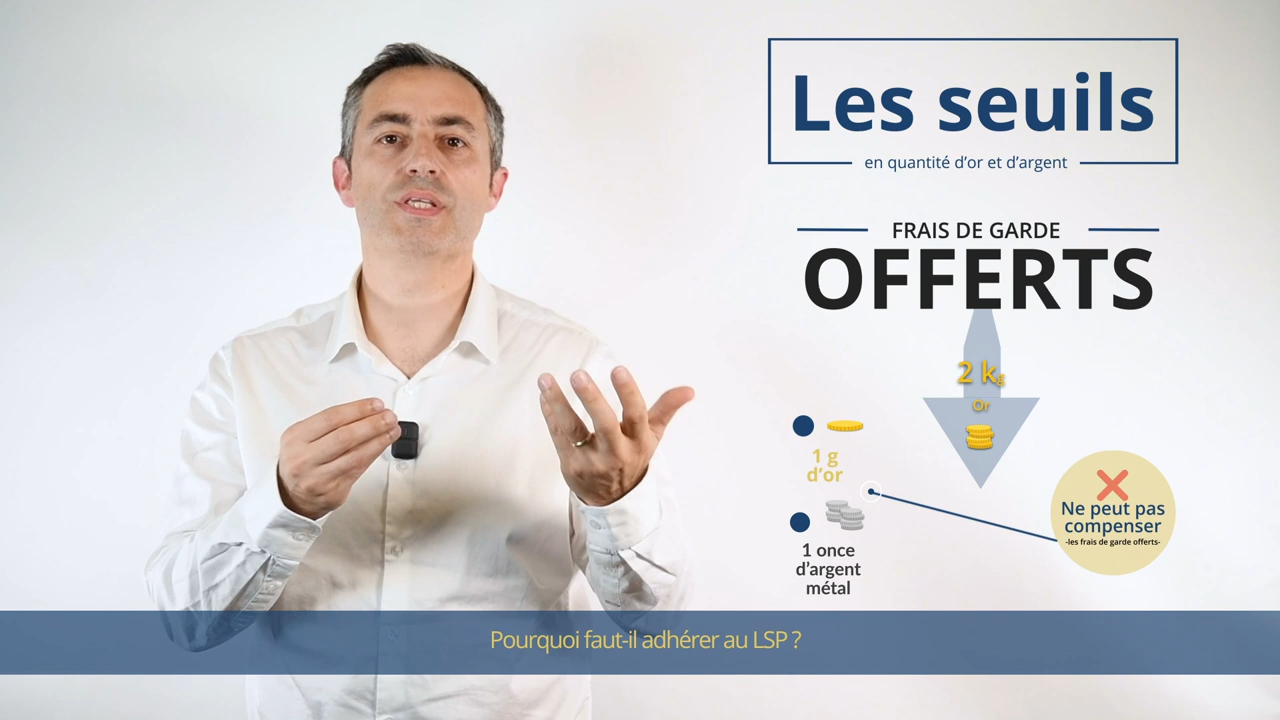 Les seuils
en quantité d'or et d'argent
FRAIS DE GARDE
OFFERTS
2 kg
Or
1 g
d'or
1 once
d'argent
métal
Ne peut pas
compenser
-les frais de garde offerts-
Pourquoi faut-il adhérer au LSP ?